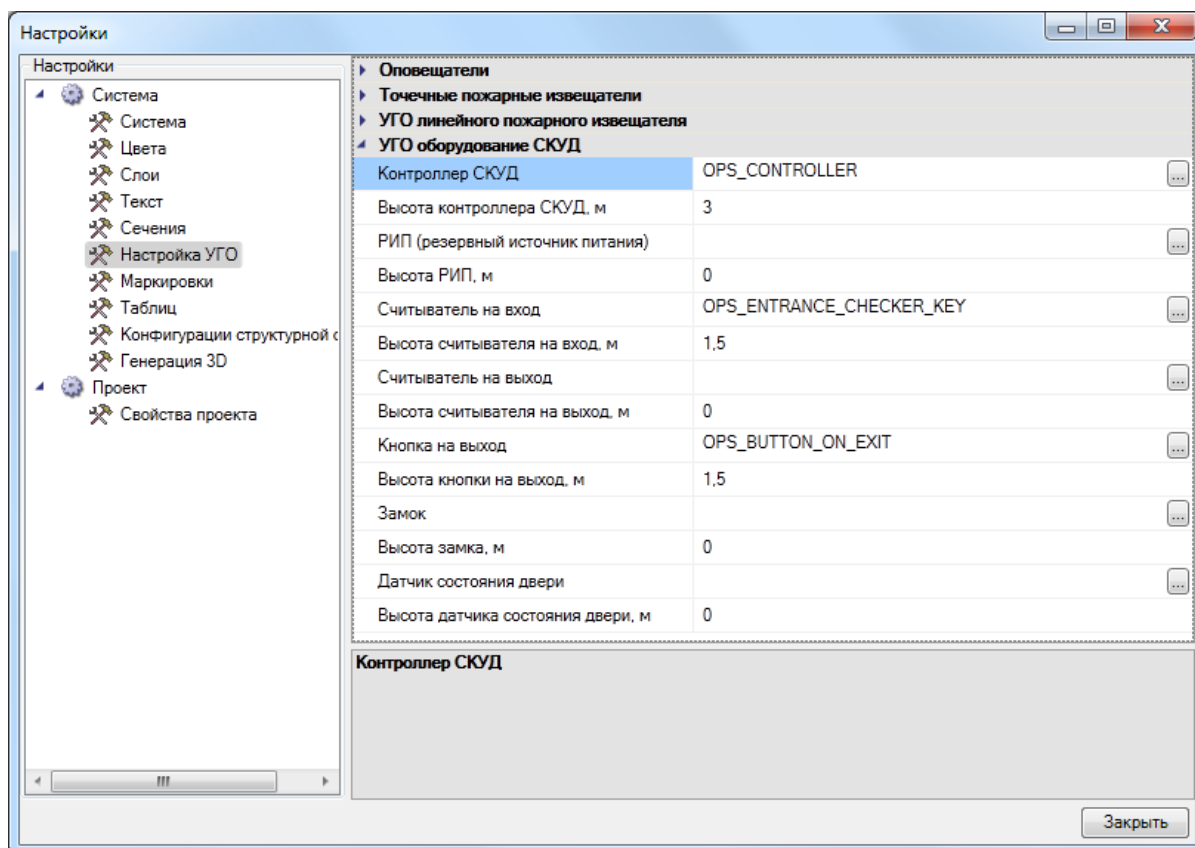 Настройки
Настройки
Система
Система
Цвета
Слои
Текст
Сечения
Настройка УГО
Маркировки
Таблиц
Конфигурации структурной с
Генерация 3D
Проект
Свойства проекта
Оповещатели
Точечные пожарные извещатели
УГО линейного пожарного извещателя
УГО оборудование СКУД
Контроллер СКУД OPS_CONTROLLER ...
Высота контроллера СКУД, м 3
РИП (резервный источник питания) ...
Высота РИП, м 0
Считыватель на вход OPS_ENTRANCE_CHECKER_KEY ...
Высота считывателя на вход, м 1,5
Считыватель на выход ...
Высота считывателя на выход, м 0
Кнопка на выход OPS_BUTTON_ON_EXIT ...
Высота кнопки на выход, м 1,5
Замок ...
Высота замка, м 0
Датчик состояния двери ...
Высота датчика состояния двери, м 0
Контроллер СКУД
Закрыть